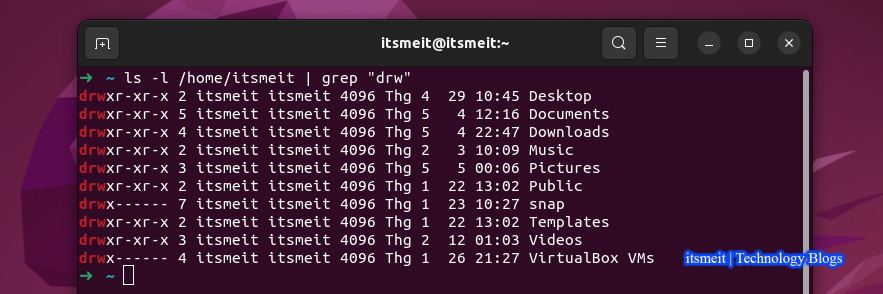 itsmeit@itsmeit:~
➜ ~ ls -l /home/itsmeit | grep "drw"
drwxr-xr-x 2 itsmeit itsmeit 4096 Thg 4  29 10:45 Desktop
drwxr-xr-x 5 itsmeit itsmeit 4096 Thg 5   4 12:16 Documents
drwxr-xr-x 4 itsmeit itsmeit 4096 Thg 5   4 22:47 Downloads
drwxr-xr-x 2 itsmeit itsmeit 4096 Thg 2   3 10:09 Music
drwxr-xr-x 3 itsmeit itsmeit 4096 Thg 5   5 00:06 Pictures
drwxr-xr-x 2 itsmeit itsmeit 4096 Thg 1  22 13:02 Public
drwx------ 7 itsmeit itsmeit 4096 Thg 1  23 10:27 snap
drwxr-xr-x 2 itsmeit itsmeit 4096 Thg 1  22 13:02 Templates
drwxr-xr-x 3 itsmeit itsmeit 4096 Thg 2  12 01:03 Videos
drwx------ 4 itsmeit itsmeit 4096 Thg 1  26 21:27 VirtualBox VMs
itsmeit | Technology Blogs
➜ ~